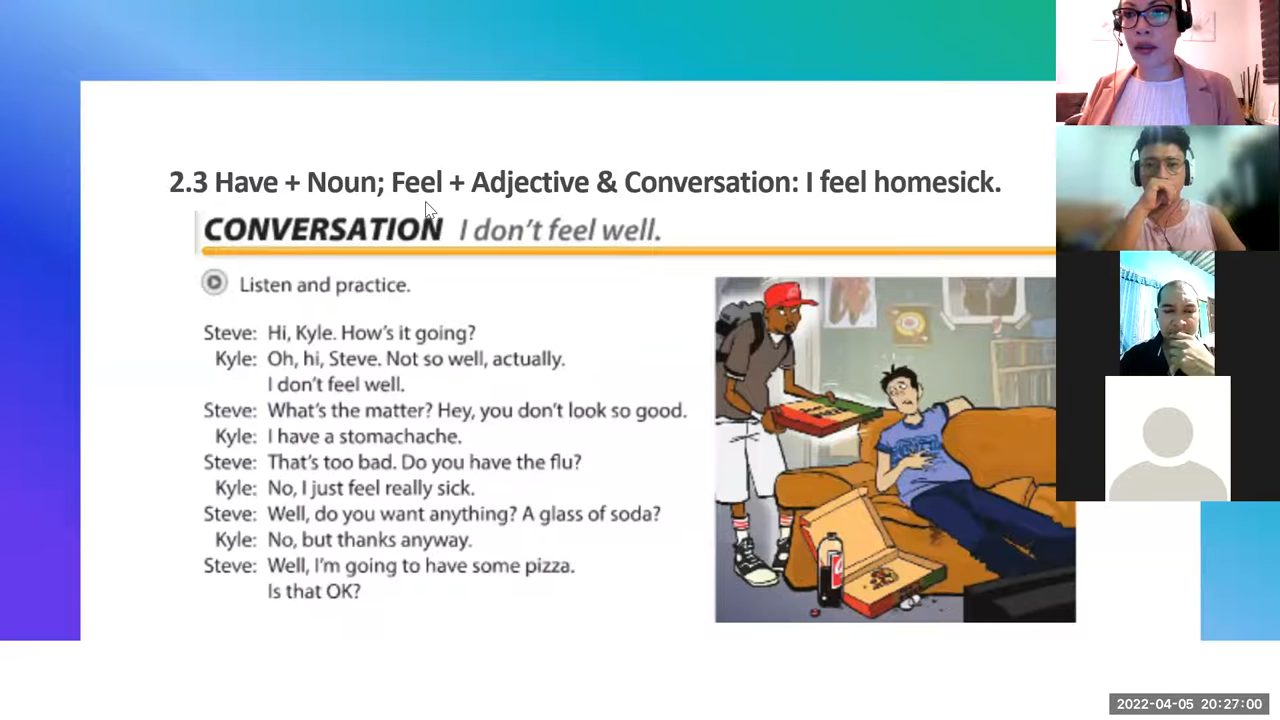 2.3 Have + Noun; Feel + Adjective & Conversation: I feel homesick.
CONVERSATION I don't feel well.
Listen and practice.
Steve: Hi, Kyle. How's it going?
Kyle: Oh, hi, Steve. Not so well, actually.
I don't feel well.
Steve: What's the matter? Hey, you don't look so good.
Kyle: I have a stomachache.
Steve: That's too bad. Do you have the flu?
Kyle: No, I just feel really sick.
Steve: Well, do you want anything? A glass of soda?
Kyle: No, but thanks anyway.
Steve: Well, I'm going to have some pizza.
Is that OK?
2022-04-05 20:27:00